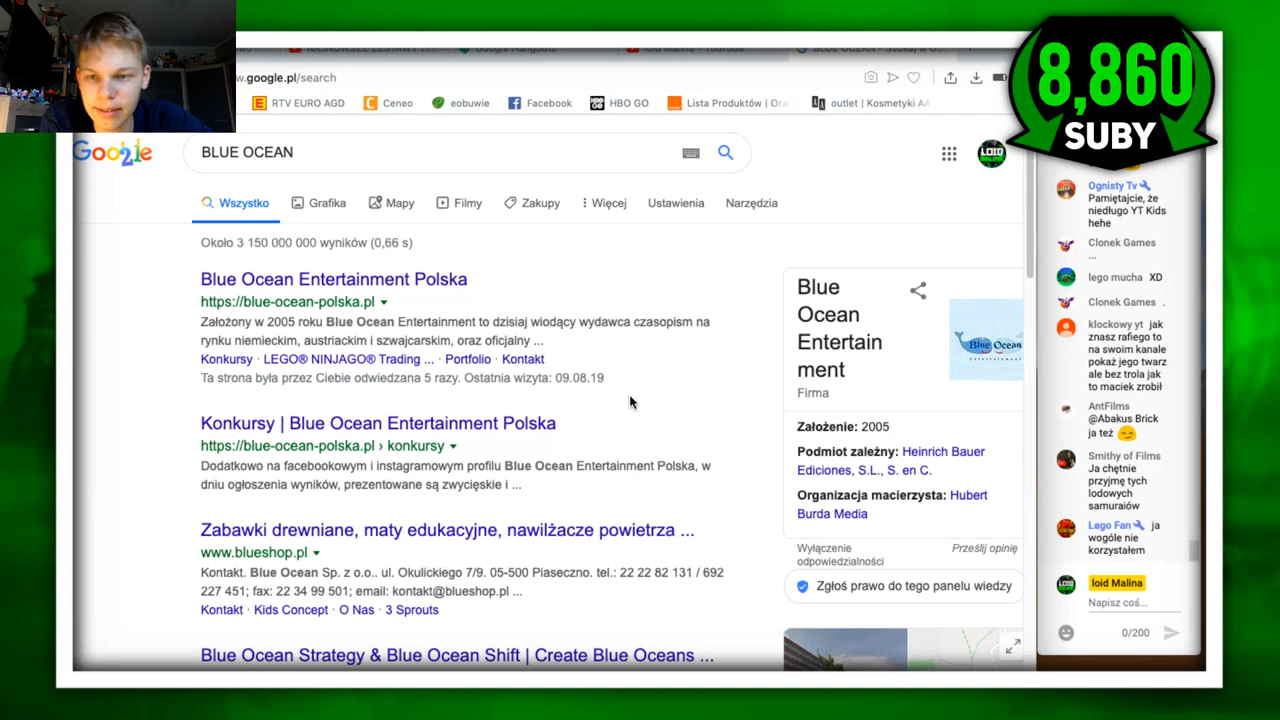 8,860
SUBY
loid Malina - YouTube
w.google.pl/search
RTV EURO AGD
Ceneo
eobuwie
Facebook
HBO GO
Lista Produktów | Ora
outlet | Kosmetyki AA
Google
BLUE OCEAN
LOID
MALINA
Wszystko
Grafika
Mapy
Filmy
Zakupy
Więcej
Ustawienia
Narzędzia
Około 3 150 000 000 wyników (0,66 s)
Blue Ocean Entertainment Polska
https://blue-ocean-polska.pl
Założony w 2005 roku Blue Ocean Entertainment to dzisiaj wiodący wydawca czasopism na
rynku niemieckim, austriackim i szwajcarskim, oraz oficjalny ...
Konkursy · LEGO® NINJAGO® Trading ... · Portfolio · Kontakt
Ta strona była przez Ciebie odwiedzana 5 razy. Ostatnia wizyta: 09.08.19
Konkursy | Blue Ocean Entertainment Polska
https://blue-ocean-polska.pl › konkursy
Dodatkowo na facebookowym i instagramowym profilu Blue Ocean Entertainment Polska, w
dniu ogłoszenia wyników, prezentowane są zwycięskie i ...
Zabawki drewniane, maty edukacyjne, nawilżacze powietrza ...
www.blueshop.pl
Kontakt. Blue Ocean Sp. z o.o.. ul. Okulickiego 7/9. 05-500 Piaseczno. tel.: 22 22 82 131 / 692
227 451; fax: 22 34 99 501; email: kontakt@blueshop.pl ...
Kontakt · Kids Concept · O Nas · 3 Sprouts
Blue Ocean Strategy & Blue Ocean Shift | Create Blue Oceans ...
Blue
Ocean
Entertain
ment
Firma
Blue Ocean
Założenie: 2005
Podmiot zależny: Heinrich Bauer
Ediciones, S.L., S. en C.
Organizacja macierzysta: Hubert
Burda Media
Wyłączenie
odpowiedzialności
Prześlij opinię
Zgłoś prawo do tego panelu wiedzy
Ognisty Tv
Pamiętajcie, że
niedługo YT Kids
hehe
Clonek Games
...
lego mucha XD
Clonek Games .
klockowy yt jak
znasz rafiego to
na swoim kanale
pokaż jego twarz
ale bez trola jak
to maciek zrobił
AntFilms
@Abakus Brick
ja też
Smithy of Films
Ja chętnie
przyjmę tych
lodowych
samuraiów
Lego Fan ja
wogóle nie
korzystałem
loid Malina
Napisz coś...
0/200